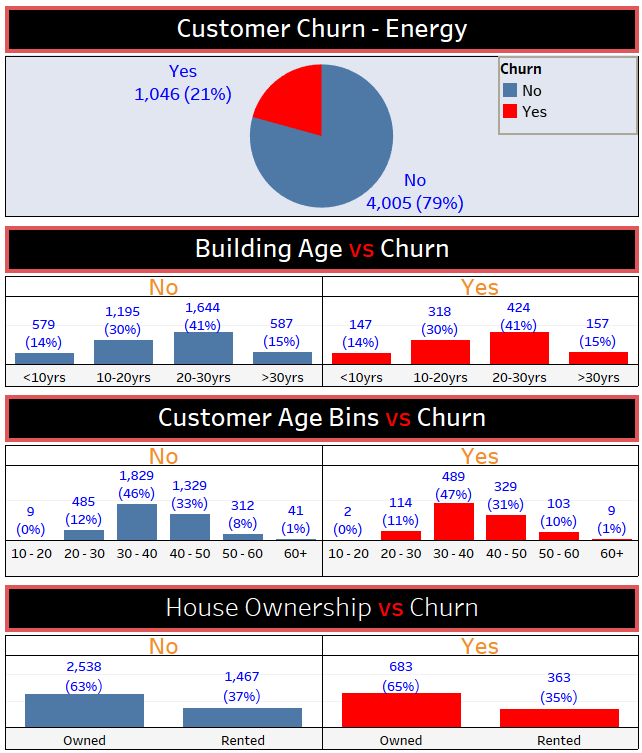 Customer Churn - Energy
Yes
1,046 (21%)
Churn
No
Yes
No
4,005 (79%)
Building Age vs Churn
No
Yes
579
(14%)
1,195
(30%)
1,644
(41%)
587
(15%)
147
(14%)
318
(30%)
424
(41%)
157
(15%)
<10yrs 10-20yrs 20-30yrs >30yrs <10yrs 10-20yrs 20-30yrs >30yrs
Customer Age Bins vs Churn
No
Yes
9
(0%)
485
(12%)
1,829
(46%)
1,329
(33%)
312
(8%)
41
(1%)
2
(0%)
114
(11%)
489
(47%)
329
(31%)
103
(10%)
9
(1%)
10 - 20 20 - 30 30 - 40 40 - 50 50 - 60 60+ 10 - 20 20 - 30 30 - 40 40 - 50 50 - 60 60+
House Ownership vs Churn
No
Yes
2,538
(63%)
1,467
(37%)
683
(65%)
363
(35%)
Owned Rented Owned Rented